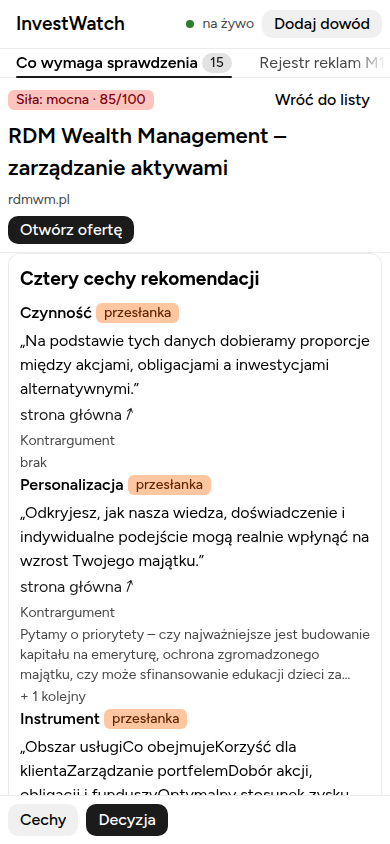 InvestWatch
na żywo
Dodaj dowód
Co wymaga sprawdzenia 15
Rejestr reklam M1
Siła: mocna · 85/100
Wróć do listy
RDM Wealth Management –
zarządzanie aktywami
rdmwm.pl
Otwórz ofertę
Cztery cechy rekomendacji
Czynność przesłanka
„Na podstawie tych danych dobieramy proporcje
między akcjami, obligacjami a inwestycjami
alternatywnymi.”
strona główna ↗
Kontrargument
brak
Personalizacja przesłanka
„Odkryjesz, jak nasza wiedza, doświadczenie i
indywidualne podejście mogą realnie wpłynąć na
wzrost Twojego majątku.”
strona główna ↗
Kontrargument
Pytamy o priorytety – czy najważniejsze jest budowanie
kapitału na emeryturę, ochrona zgromadzonego
majątku, czy może sfinansowanie edukacji dzieci za…
+ 1 kolejny
Instrument przesłanka
„Obszar usługiCo obejmujeKorzyść dla
klientaZarządzanie portfelemDobór akcji,
obligacji i funduszyOptymalny stosunek zysku
Cechy
Decyzja